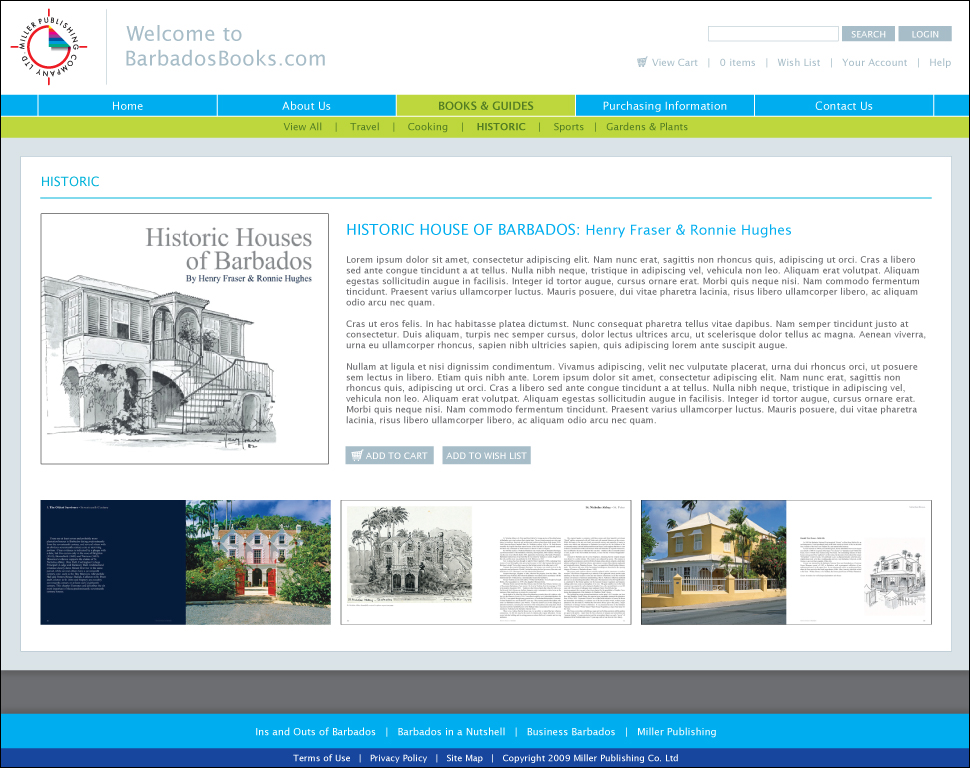 MILLER PUBLISHING COMPANY LTD
Welcome to
BarbadosBooks.com
SEARCH
LOGIN
View Cart | 0 items | Wish List | Your Account | Help
Home
About Us
BOOKS & GUIDES
Purchasing Information
Contact Us
View All | Travel | Cooking | HISTORIC | Sports | Gardens & Plants
HISTORIC
Historic Houses
of Barbados
By Henry Fraser & Ronnie Hughes
HISTORIC HOUSE OF BARBADOS: Henry Fraser & Ronnie Hughes
Lorem ipsum dolor sit amet, consectetur adipiscing elit. Nam nunc erat, sagittis non rhoncus quis, adipiscing ut orci. Cras a libero
sed ante congue tincidunt a at tellus. Nulla nibh neque, tristique in adipiscing vel, vehicula non leo. Aliquam erat volutpat. Aliquam
egestas sollicitudin augue in facilisis. Integer id tortor augue, cursus ornare erat. Morbi quis neque nisi. Nam commodo fermentum
tincidunt. Praesent varius ullamcorper luctus. Mauris posuere, dui vitae pharetra lacinia, risus libero ullamcorper libero, ac aliquam
odio arcu nec quam.
Cras ut eros felis. In hac habitasse platea dictumst. Nunc consequat pharetra tellus vitae dapibus. Nam semper tincidunt justo at
consectetur. Duis aliquam, turpis nec semper cursus, dolor lectus ultrices arcu, ut scelerisque dolor tellus ac magna. Aenean viverra,
urna eu ullamcorper rhoncus, sapien nibh ultricies sapien, quis adipiscing lorem ante suscipit augue.
Nullam at ligula et nisi dignissim condimentum. Vivamus adipiscing, velit nec vulputate placerat, urna dui rhoncus orci, ut posuere
sem lectus in libero. Etiam quis nibh ante. Lorem ipsum dolor sit amet, consectetur adipiscing elit. Nam nunc erat, sagittis non
rhoncus quis, adipiscing ut orci. Cras a libero sed ante congue tincidunt a at tellus. Nulla nibh neque, tristique in adipiscing vel,
vehicula non leo. Aliquam erat volutpat. Aliquam egestas sollicitudin augue in facilisis. Integer id tortor augue, cursus ornare erat.
Morbi quis neque nisi. Nam commodo fermentum tincidunt. Praesent varius ullamcorper luctus. Mauris posuere, dui vitae pharetra
lacinia, risus libero ullamcorper libero, ac aliquam odio arcu nec quam.
ADD TO CART
ADD TO WISH LIST
St. Nicholas Abbey
Ins and Outs of Barbados | Barbados in a Nutshell | Business Barbados | Miller Publishing
Terms of Use | Privacy Policy | Site Map | Copyright 2009 Miller Publishing Co. Ltd